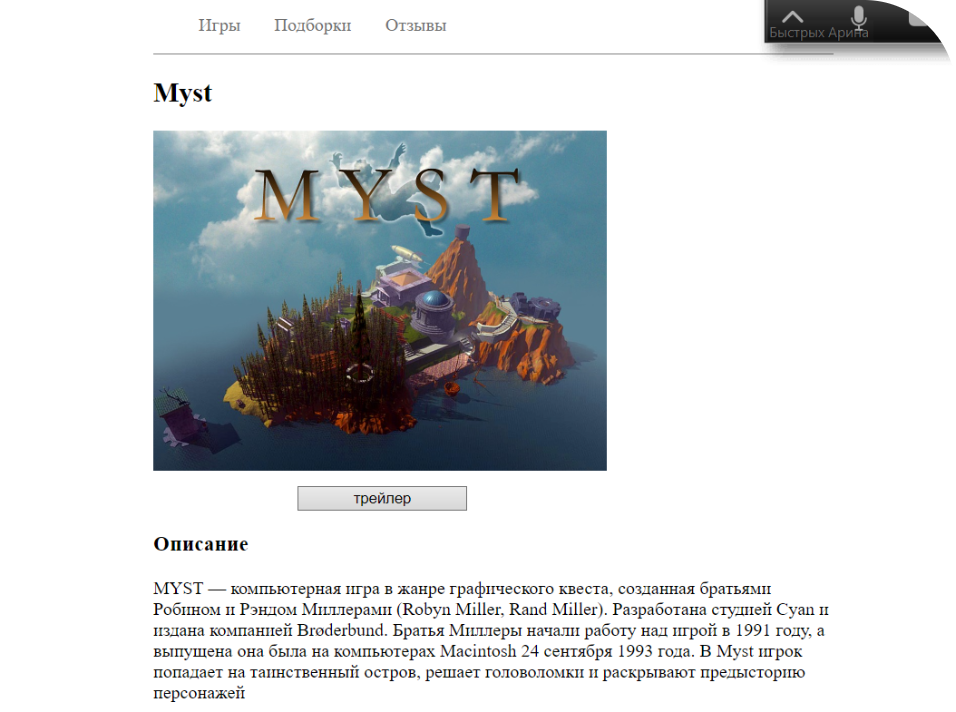 Игры Подборки Отзывы
Быстрых Арина
Myst
MYST
трейлер
Описание
MYST — компьютерная игра в жанре графического квеста, созданная братьями
Робином и Рэндом Миллерами (Robyn Miller, Rand Miller). Разработана студией Cyan и
издана компанией Brøderbund. Братья Миллеры начали работу над игрой в 1991 году, а
выпущена она была на компьютерах Macintosh 24 сентября 1993 года. В Myst игрок
попадает на таинственный остров, решает головоломки и раскрывают предысторию
персонажей